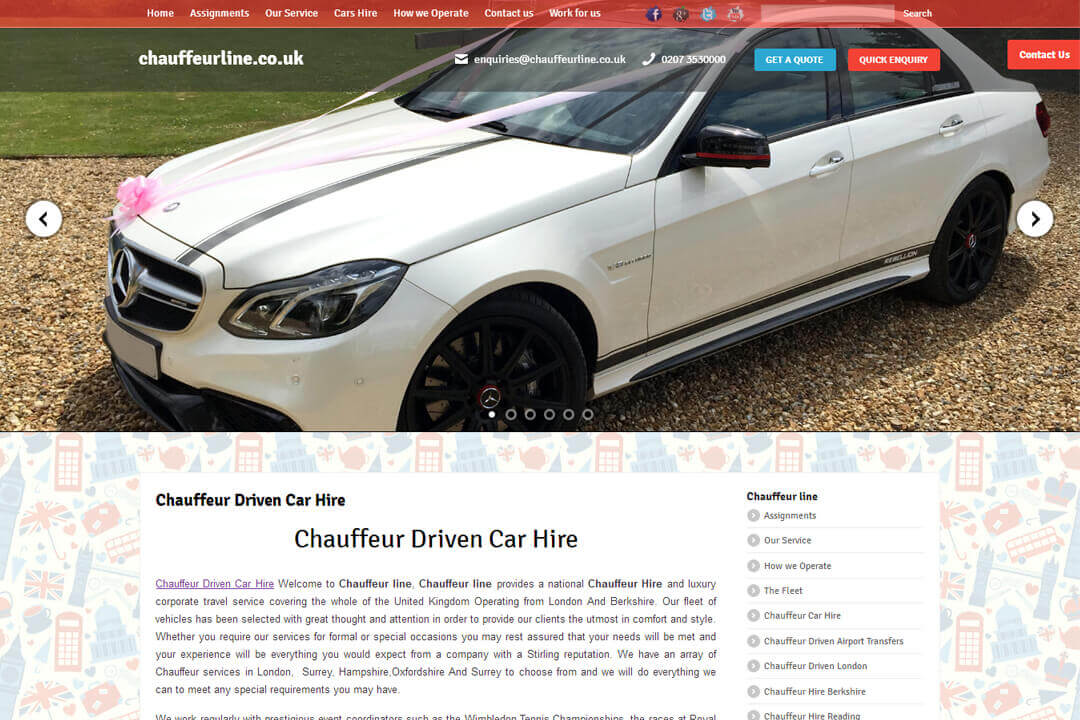 Home Assignments Our Service Cars Hire How we Operate Contact us Work for us Search
chauffeurline.co.uk enquiries@chauffeurline.co.uk 0207 3530000 GET A QUOTE QUICK ENQUIRY Contact Us
REBELLION
Chauffeur Driven Car Hire
Chauffeur Driven Car Hire
Chauffeur Driven Car Hire Welcome to Chauffeur line, Chauffeur line provides a national Chauffeur Hire and luxury
corporate travel service covering the whole of the United Kingdom Operating from London And Berkshire. Our fleet of
vehicles has been selected with great thought and attention in order to provide our clients the utmost in comfort and style.
Whether you require our services for formal or special occasions you may rest assured that your needs will be met and
your experience will be everything you would expect from a company with a Stirling reputation. We have an array of
Chauffeur services in London, Surrey, Hampshire,Oxfordshire And Surrey to choose from and we will do everything we
can to meet any special requirements you may have.
We work regularly with prestigious event coordinators such as the Wimbledon Tennis Championships, the races at Royal
Chauffeur line
Assignments
Our Service
How we Operate
The Fleet
Chauffeur Car Hire
Chauffeur Driven Airport Transfers
Chauffeur Driven London
Chauffeur Hire Berkshire
Chauffeur Hire Reading